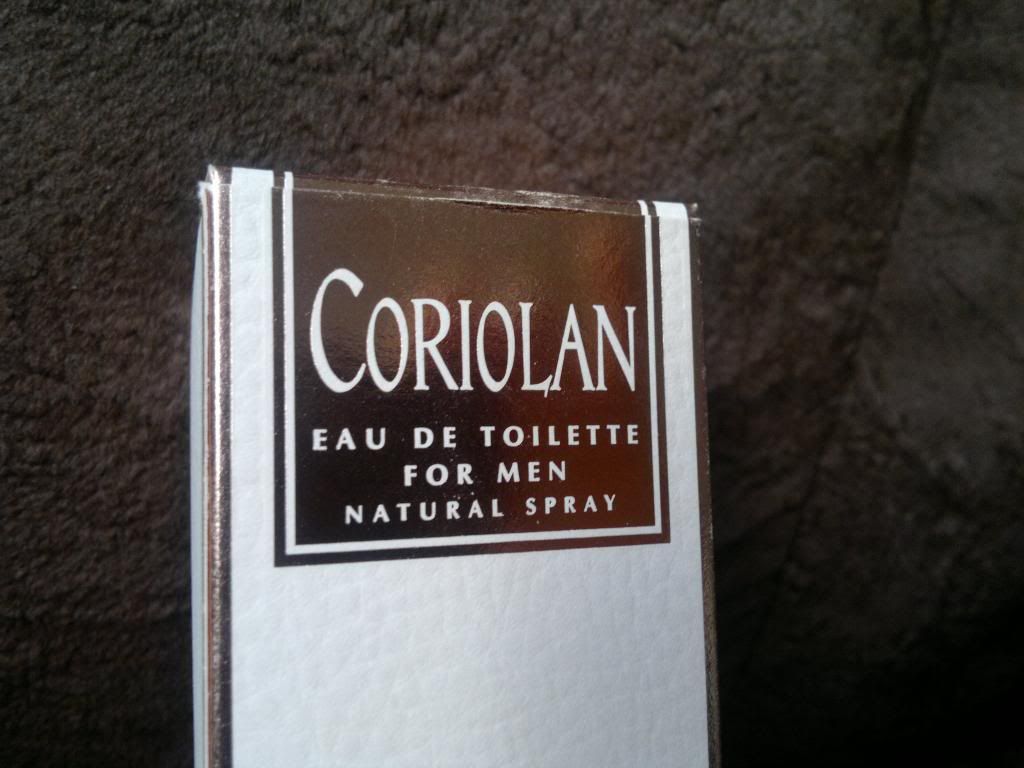 CORIOLAN
EAU DE TOILETTE
FOR MEN
NATURAL SPRAY